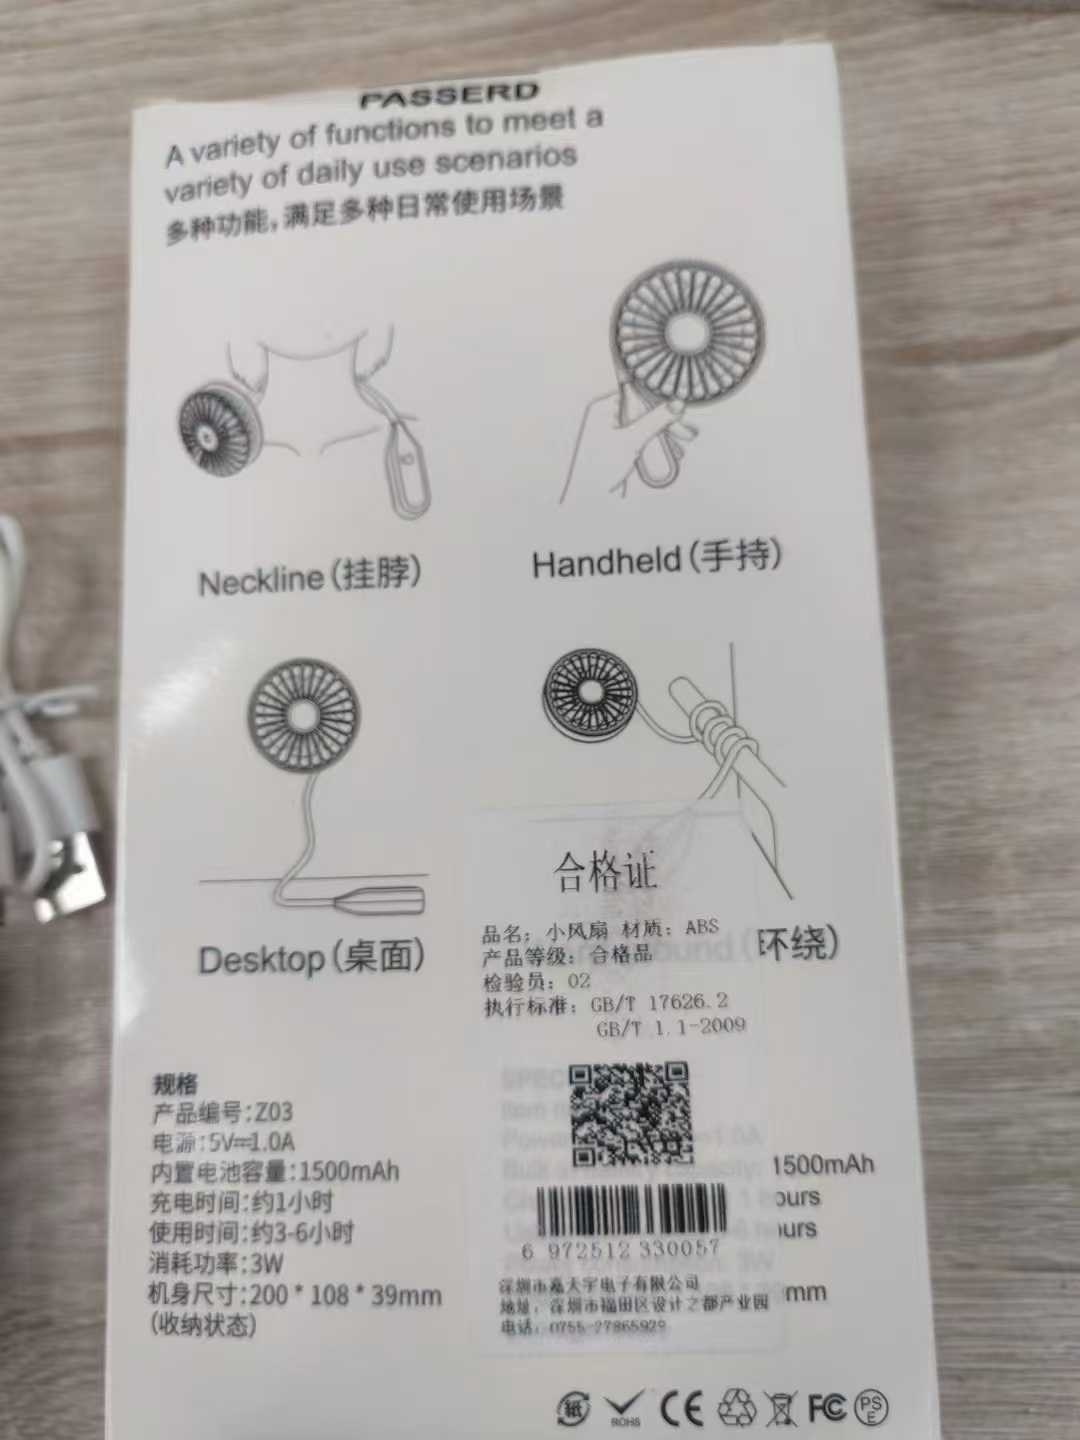 PASSERD
A variety of functions to meet a
variety of daily use scenarios
多种功能,满足多种日常使用场景
Neckline(挂脖)
Handheld(手持)
Desktop(桌面)
环绕)
合格证
品名: 小风扇 材质: ABS
产品等级: 合格品
检验员: 02
执行标准: GB/T 17626.2
GB/T 1.1-2009
规格
产品编号:Z03
电源:5V⎓1.0A
内置电池容量:1500mAh
充电时间:约1小时
使用时间:约3-6小时
消耗功率:3W
机身尺寸:200 * 108 * 39mm
(收纳状态)
1500mAh
ours
ours
mm
6 972512 330057
深圳市嘉天宇电子有限公司
地址: 深圳市福田区设计之都产业园
电话: 0755-27865929
紙
ROHS
CE
FC
PS
E